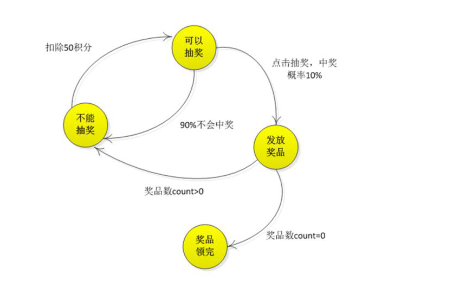 扣除50积分
可以
抽奖
点击抽奖，中奖
概率10%
不能
抽奖
90%不会中奖
发放
奖品
奖品数count>0
奖品
领完
奖品数count=0